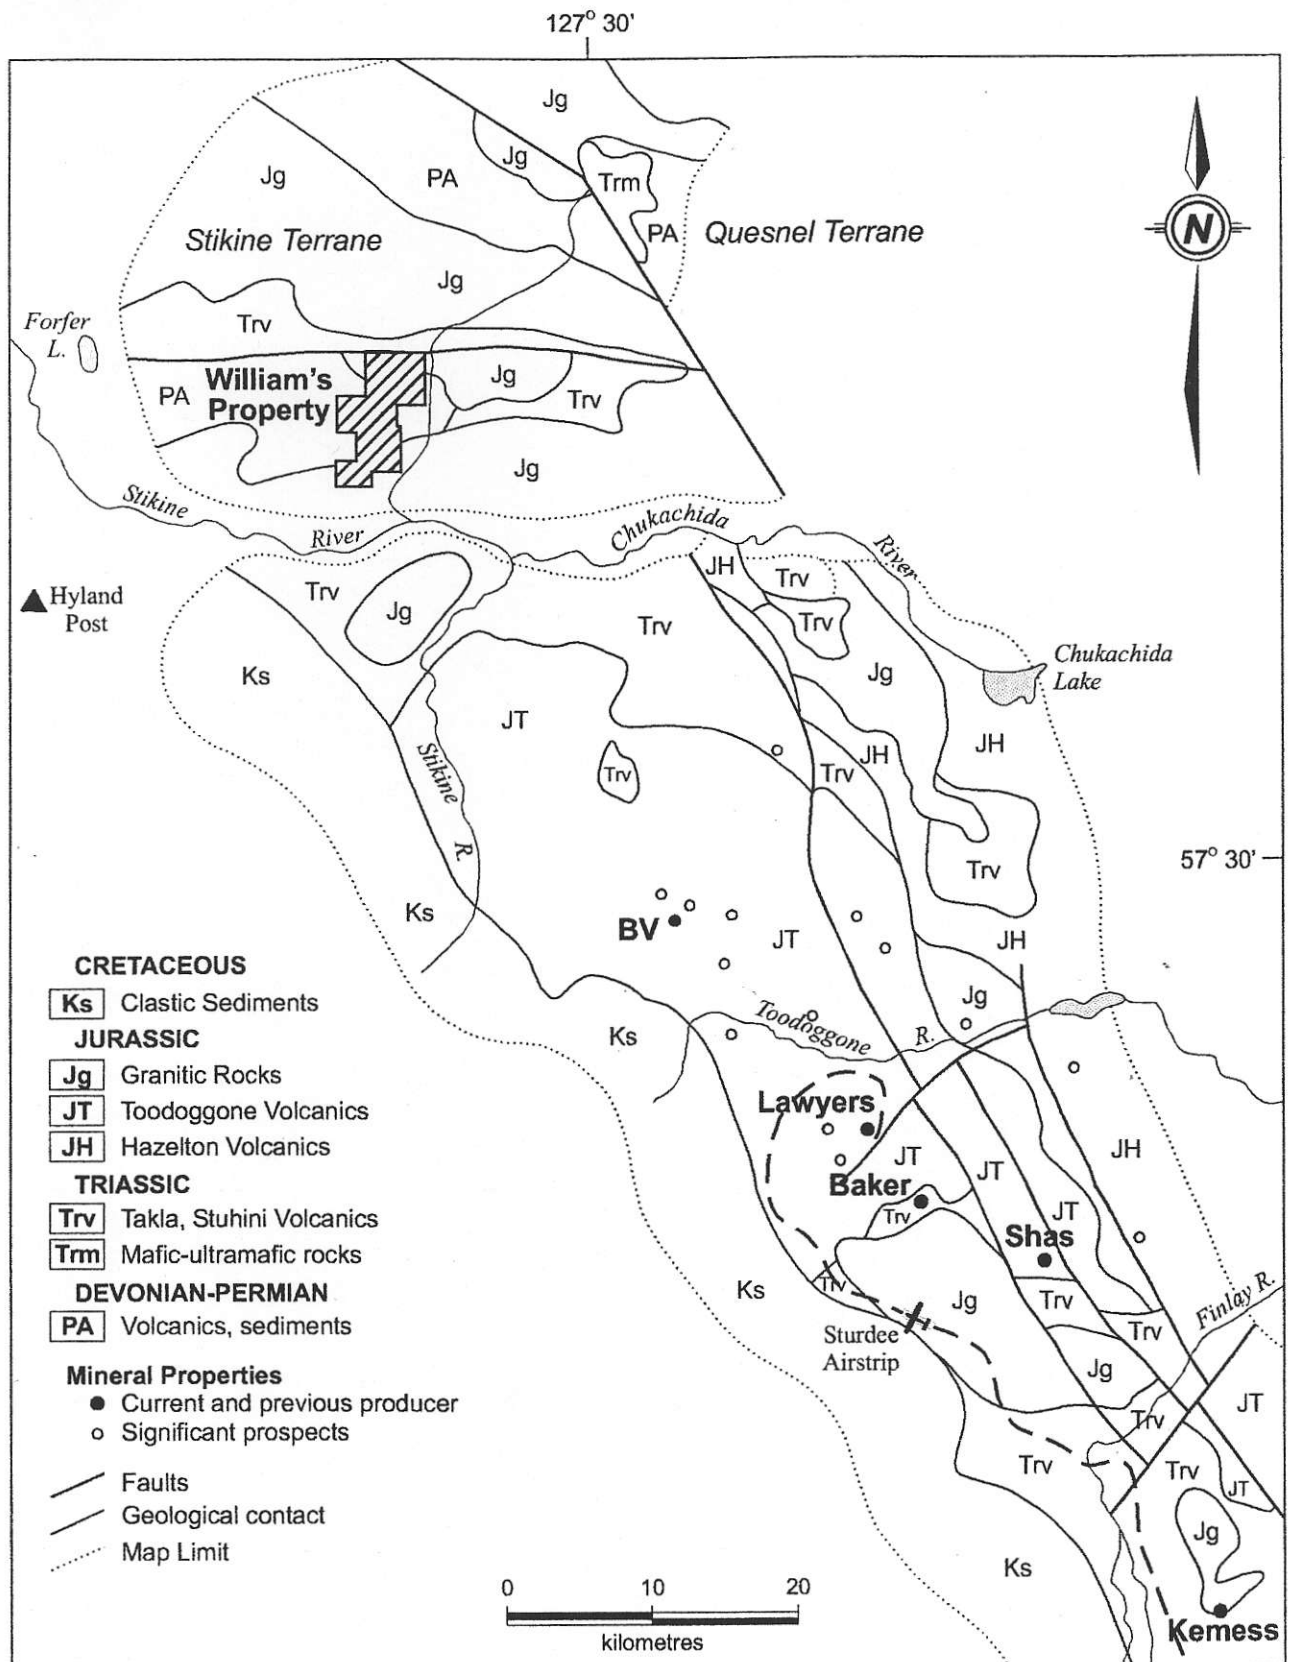 127° 30'
Jg
Jg
Jg
PA
Trm
Stikine Terrane
PA
Quesnel Terrane
N
Jg
Forfer
L.
Trv
William's
Property
PA
Jg
Trv
Jg
Stikine
River
Chukachida
River
Hyland
Post
Trv
Jg
JH
Trv
Trv
Trv
Ks
Jg
Chukachida
Lake
JT
JH
JH
Trv
Trv
Stikine
R.
57° 30'
Trv
Ks
BV
JT
JH
Jg
Ks
Toodoggone
R.
CRETACEOUS
Ks Clastic Sediments
JURASSIC
Jg Granitic Rocks
JT Toodoggone Volcanics
JH Hazelton Volcanics
TRIASSIC
Trv Takla, Stuhini Volcanics
Trm Mafic-ultramafic rocks
DEVONIAN-PERMIAN
PA Volcanics, sediments
Mineral Properties
Current and previous producer
Significant prospects
Faults
Geological contact
Map Limit
Lawyers
JT
JT
JH
Baker
Trv
JT
Shas
Ks
Trv
Jg
Trv
Finlay R.
Trv
Sturdee
Airstrip
Jg
JT
Trv
Trv
Trv
JT
Jg
Ks
Kemess
0 10 20
kilometres